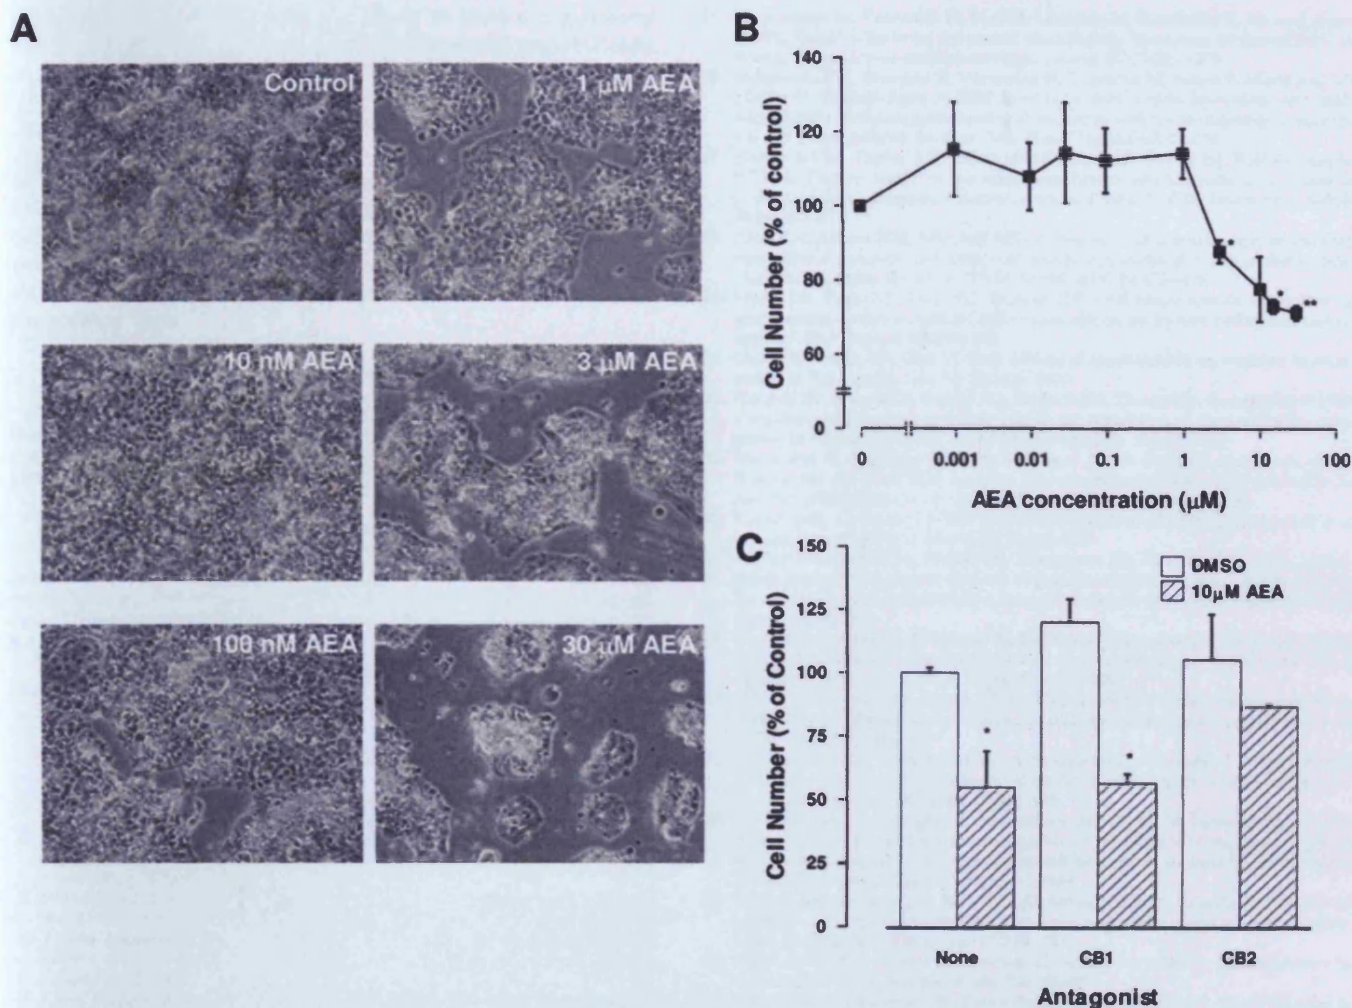 A
Control
1 µM AEA
10 nM AEA
3 µM AEA
100 nM AEA
30 µM AEA
B
Cell Number (% of control)
140
120
100
80
60
0
*
*
**
0
0.001
0.01
0.1
1
10
100
AEA concentration (µM)
C
Cell Number (% of Control)
150
125
100
75
50
25
0
DMSO
10µM AEA
*
*
None
CB1
CB2
Antagonist